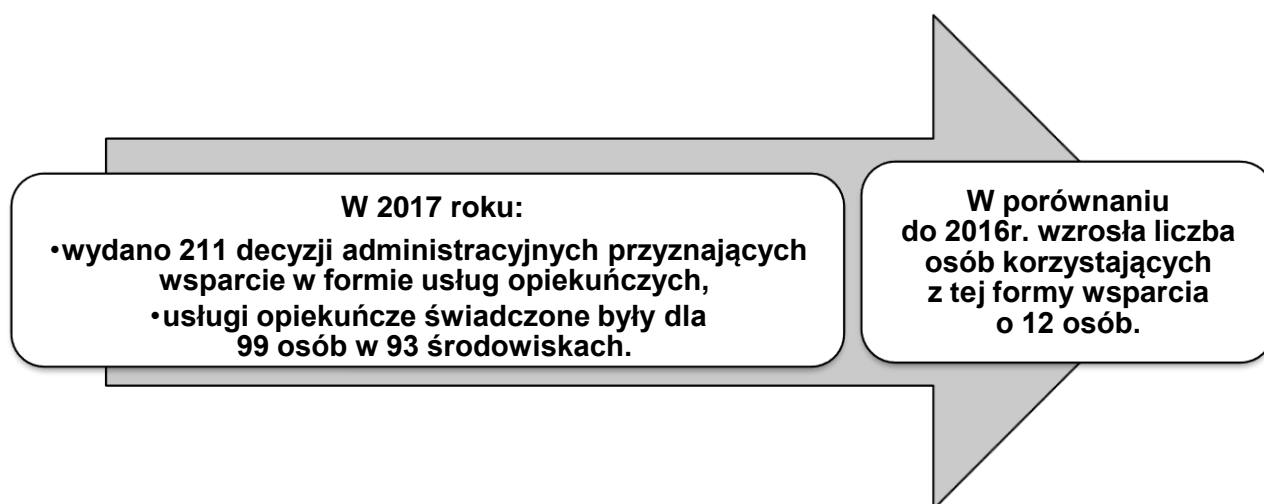 W 2017 roku:
•wydano 211 decyzji administracyjnych przyznających
wsparcie w formie usług opiekuńczych,
•usługi opiekuńcze świadczone były dla
99 osób w 93 środowiskach.
W porównaniu
do 2016r. wzrosła liczba
osób korzystających
z tej formy wsparcia
o 12 osób.